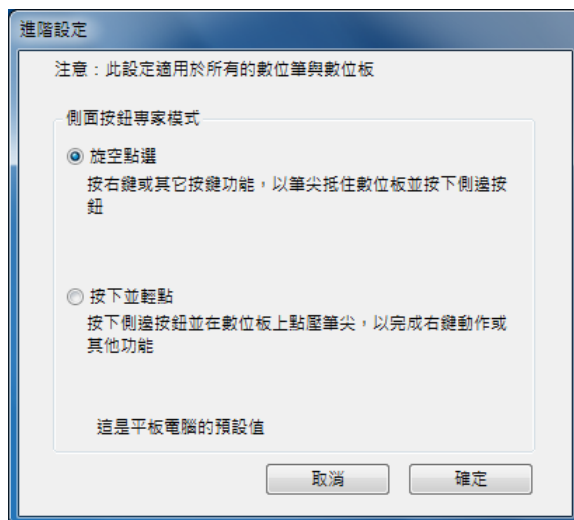 進階設定
注意：此設定適用於所有的數位筆與數位板
側面按鈕專家模式
旋空點選
按右鍵或其它按鍵功能，以筆尖抵住數位板並按下側邊按
鈕
按下並輕點
按下側邊按鈕並在數位板上點壓筆尖，以完成右鍵動作或
其他功能
這是平板電腦的預設值
取消
確定